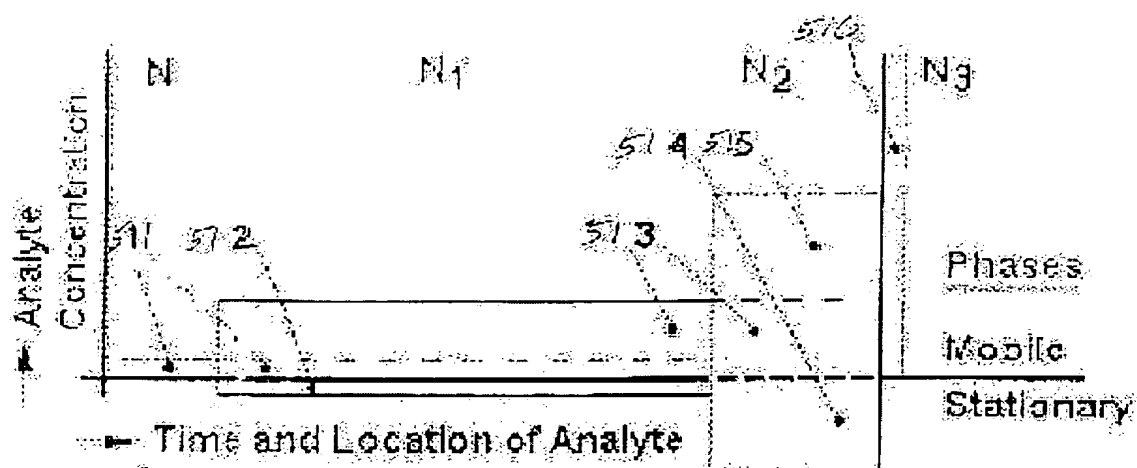 516
N N1 N2 N3
514 515
511 512 513
Analyte
Concentration
Phases
Mobile
Stationary
Time and Location of Analyte